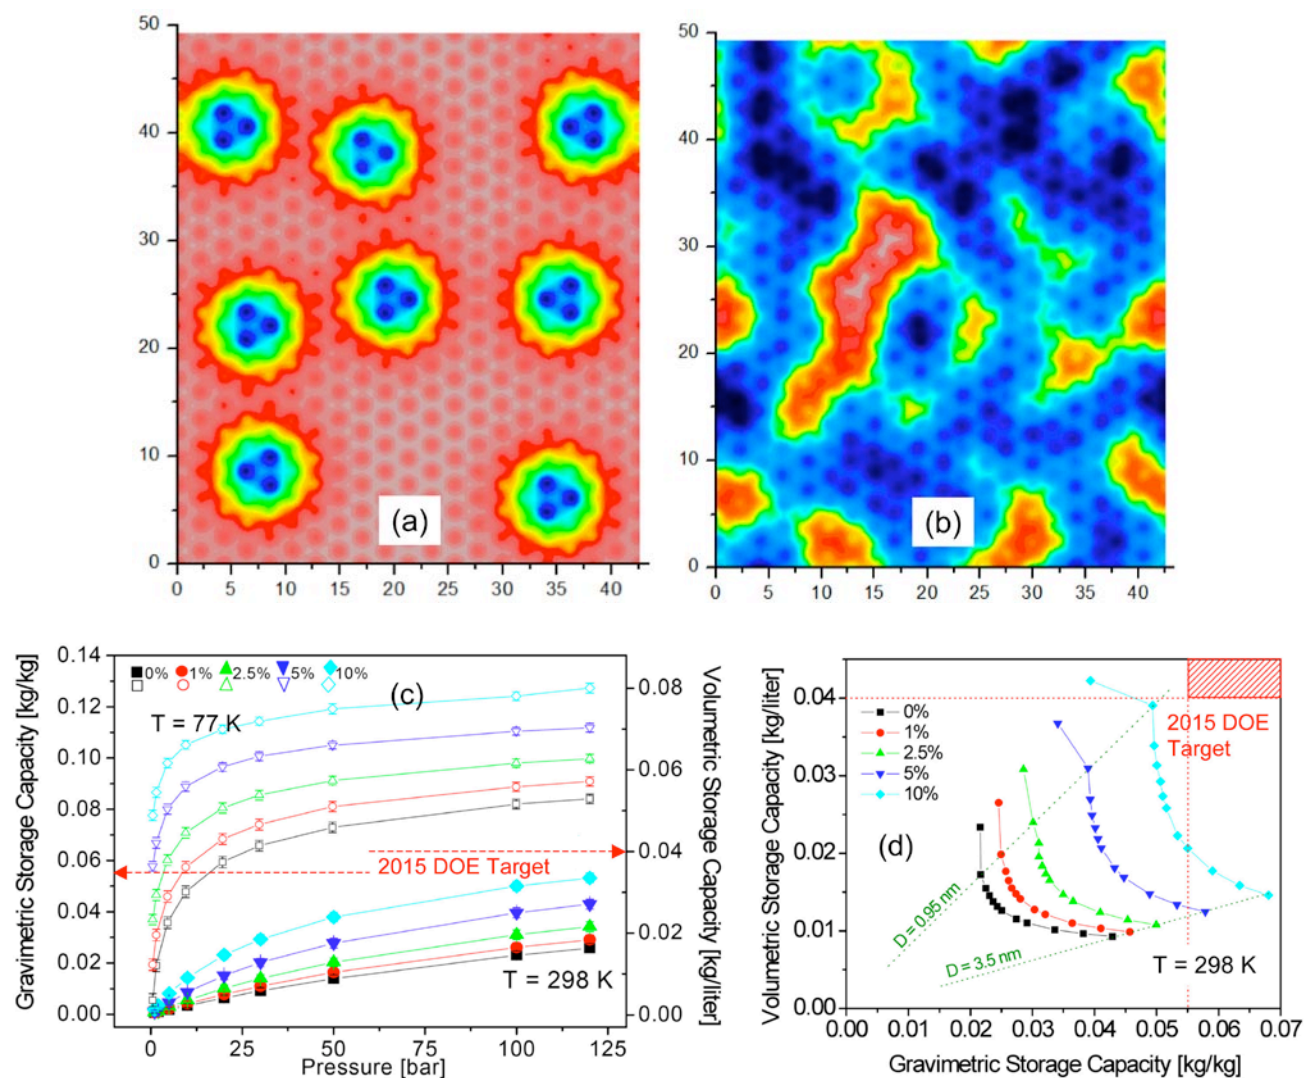 50
40
30
20
10
0
0 5 10 15 20 25 30 35 40
(a)
50
40
30
20
10
0
0 5 10 15 20 25 30 35 40
(b)
Gravimetric Storage Capacity [kg/kg]
0.14
0.12
0.10
0.08
0.06
0.04
0.02
0.00
0% 1% 2.5% 5% 10%
(c)
T = 77 K
2015 DOE Target
T = 298 K
0 25 50 75 100 125
Pressure [bar]
0.08
0.06
0.04
0.02
0.00
Volumetric Storage Capacity [kg/liter]
Volumetric Storage Capacity [kg/liter]
0.04
0.03
0.02
0.01
0.00
0%
1%
2.5%
5%
10%
2015 DOE
Target
(d)
D = 0.95 nm
D = 3.5 nm
T = 298 K
0.00 0.01 0.02 0.03 0.04 0.05 0.06 0.07
Gravimetric Storage Capacity [kg/kg]